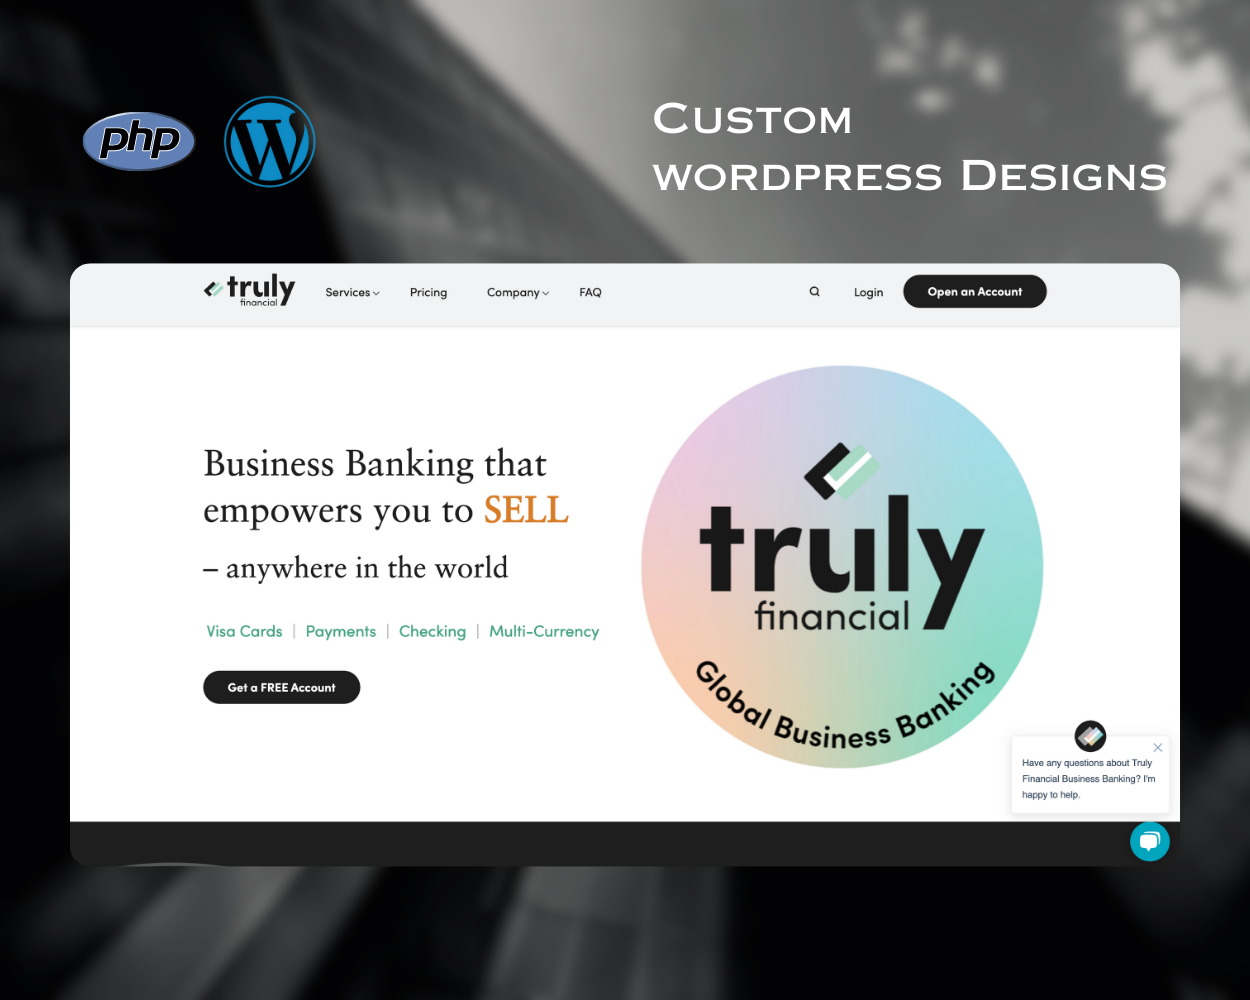 php
Custom
wordpress Designs
truly
financial
Services
Pricing
Company
FAQ
Login
Open an Account
Business Banking that
empowers you to SELL
– anywhere in the world
Visa Cards | Payments | Checking | Multi-Currency
Get a FREE Account
truly
financial
Global Business Banking
Have any questions about Truly
Financial Business Banking? I'm
happy to help.